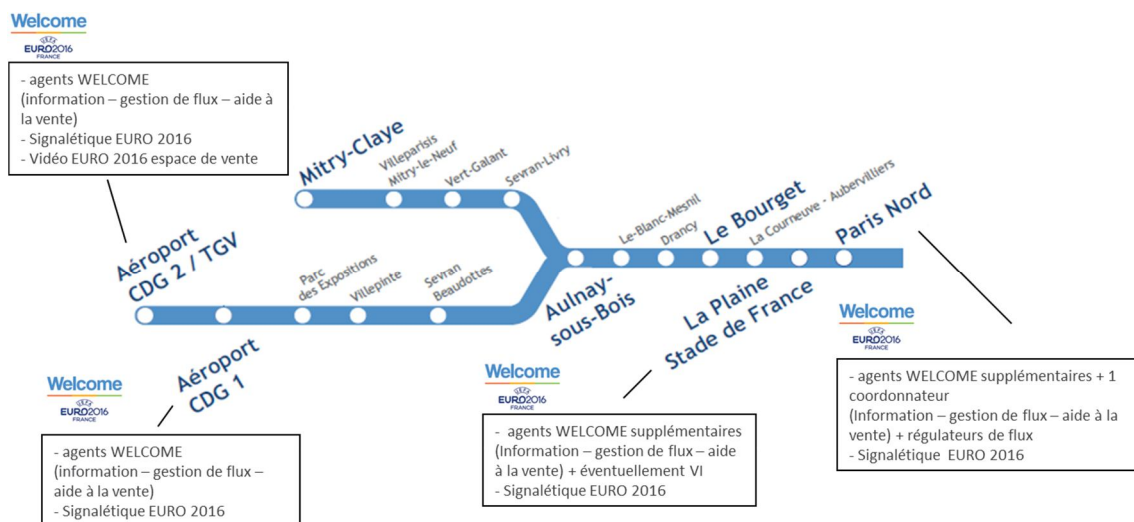 Welcome
UEFA
EURO2016
FRANCE
- agents WELCOME
(information – gestion de flux – aide à
la vente)
- Signalétique EURO 2016
- Vidéo EURO 2016 espace de vente
Mitry-Claye
Villeparisis
Mitry-le-Neuf
Vert-Galant
Sevran-Livry
Aéroport
CDG 2 / TGV
Parc
des Expositions
Villepinte
Sevran
Beaudottes
Aéroport
CDG 1
Aulnay-
sous-Bois
Le-Blanc-Mesnil
Drancy
Le Bourget
La Courneuve - Aubervilliers
La Plaine
Stade de France
Paris Nord
Welcome
UEFA
EURO2016
FRANCE
- agents WELCOME
(information – gestion de flux –
aide à la vente)
- Signalétique EURO 2016
Welcome
UEFA
EURO2016
FRANCE
- agents WELCOME supplémentaires
(Information – gestion de flux – aide
à la vente) + éventuellement VI
- Signalétique EURO 2016
Welcome
UEFA
EURO2016
FRANCE
- agents WELCOME supplémentaires + 1
coordonnateur
(Information – gestion de flux – aide à la
vente) + régulateurs de flux
- Signalétique EURO 2016